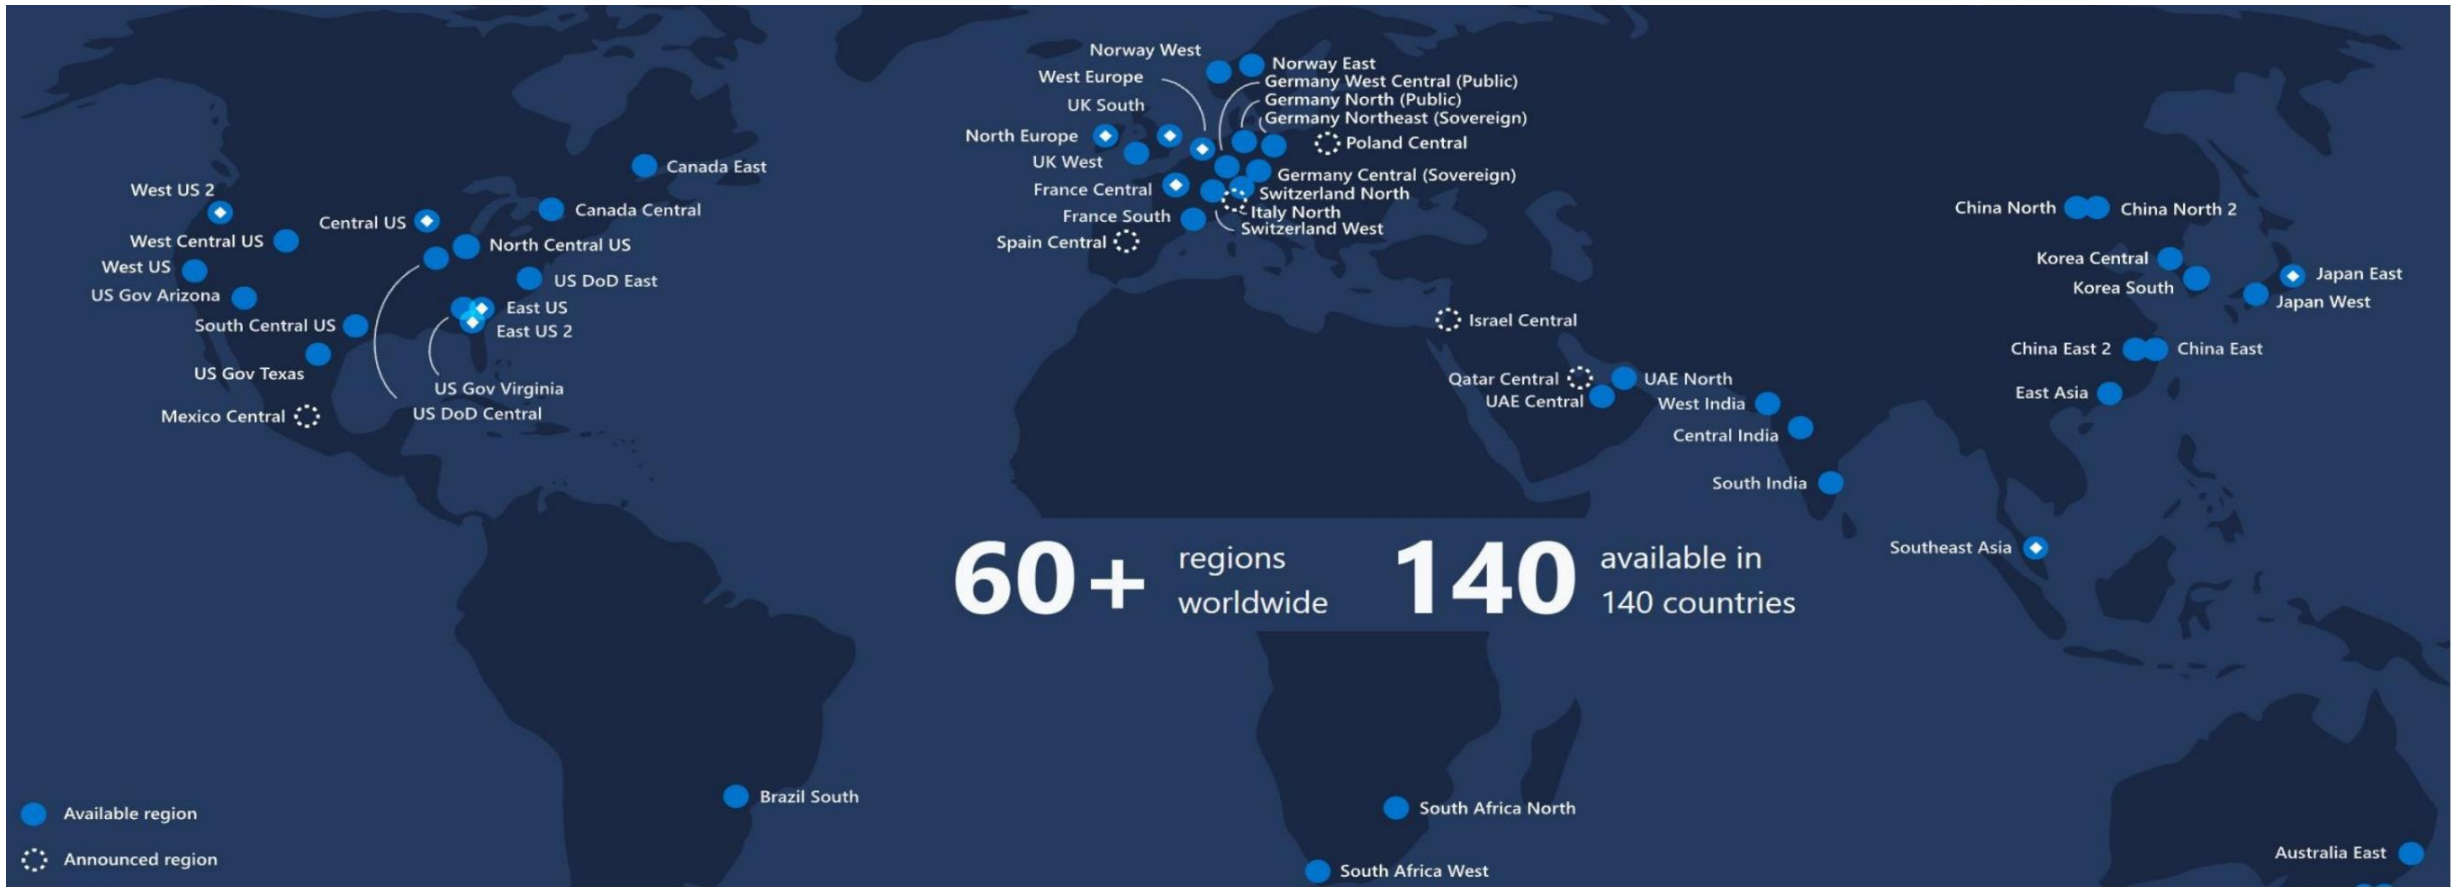 Norway West
Norway East
West Europe
Germany West Central (Public)
UK South
Germany North (Public)
Germany Northeast (Sovereign)
North Europe
Poland Central
UK West
Canada East
Germany Central (Sovereign)
France Central
West US 2
Switzerland North
Canada Central
Italy North
France South
Central US
Switzerland West
China North
China North 2
West Central US
North Central US
Spain Central
Korea Central
West US
US DoD East
Japan East
Korea South
US Gov Arizona
Japan West
East US
South Central US
Israel Central
East US 2
China East 2
China East
US Gov Texas
Qatar Central
UAE North
US Gov Virginia
East Asia
UAE Central
West India
US DoD Central
Mexico Central
Central India
South India
Southeast Asia
60+
regions
worldwide
140
available in
140 countries
Brazil South
South Africa North
Available region
Australia East
Announced region
South Africa West